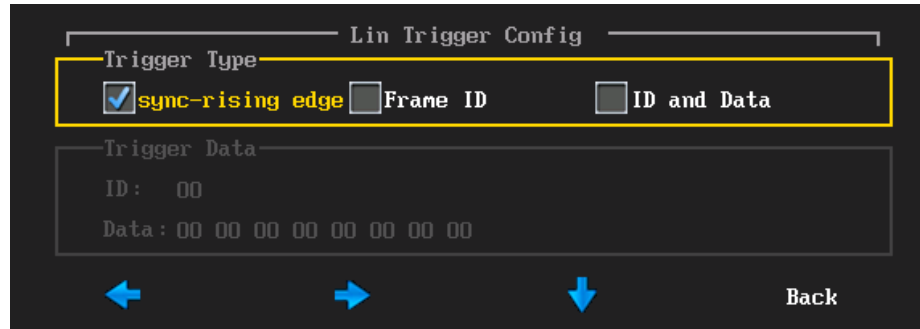 Lin Trigger Config
Trigger Type
sync-rising edge Frame ID ID and Data
Trigger Data
ID: 00
Data: 00 00 00 00 00 00 00 00
Back